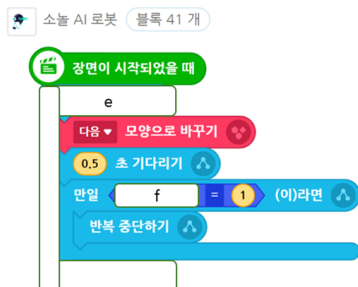 소놀 AI 로봇 블록 41 개
장면이 시작되었을 때
e
다음 ▼ 모양으로 바꾸기
0.5 초 기다리기
만일 f = 1 (이)라면
반복 중단하기